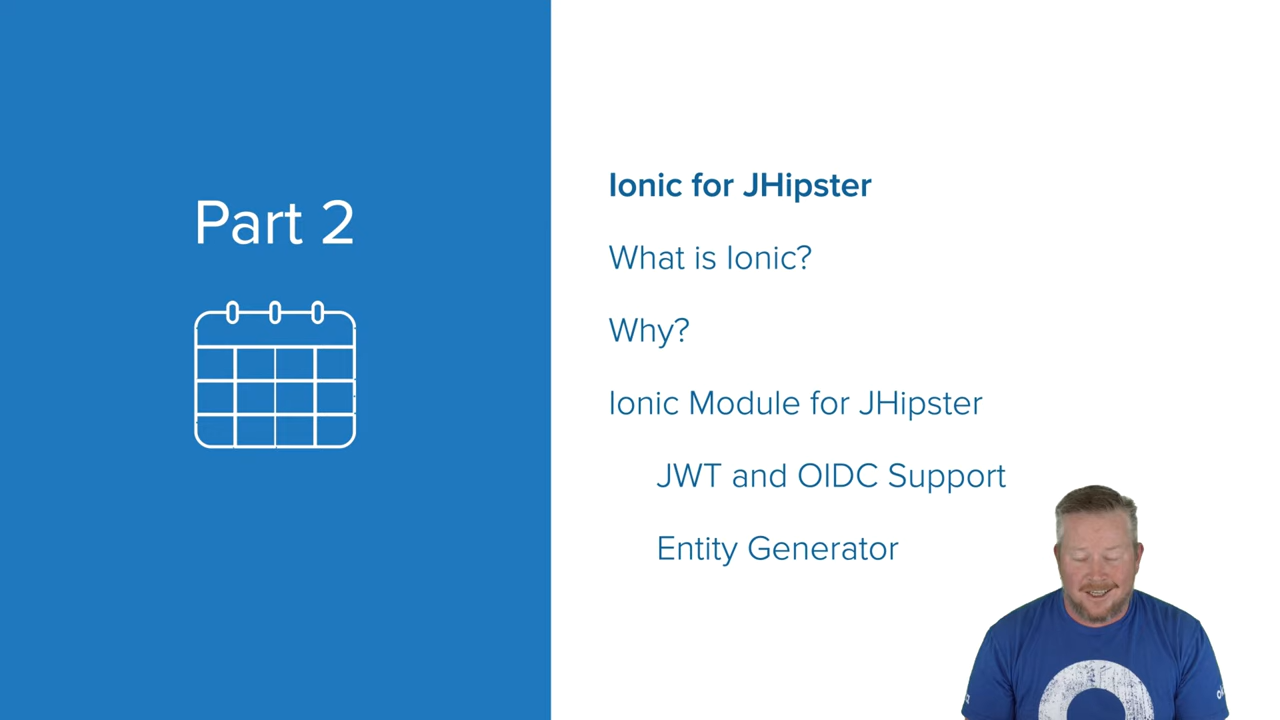 Part 2
Ionic for JHipster
What is Ionic?
Why?
Ionic Module for JHipster
JWT and OIDC Support
Entity Generator